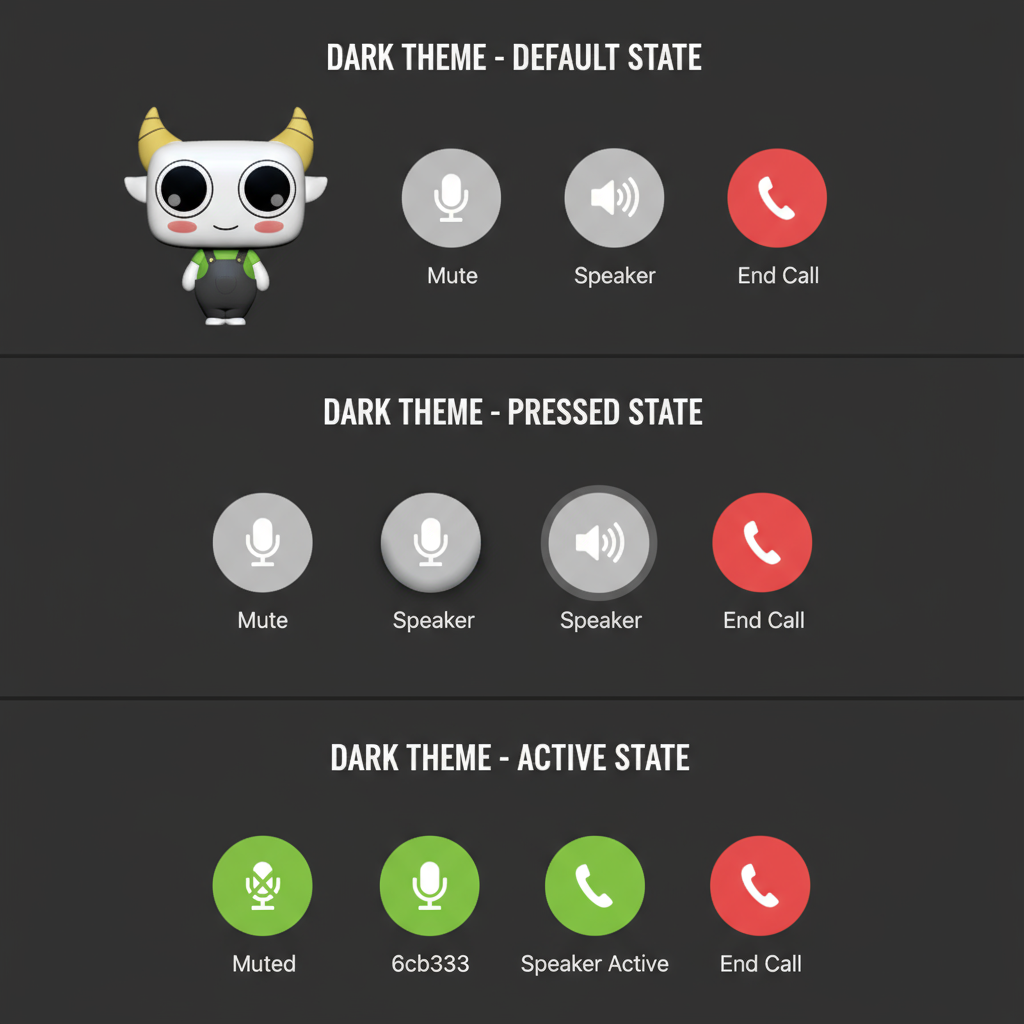 DARK THEME - DEFAULT STATE
Mute Speaker End Call
DARK THEME - PRESSED STATE
Mute Speaker Speaker End Call
DARK THEME - ACTIVE STATE
Muted 6cb333 Speaker Active End Call